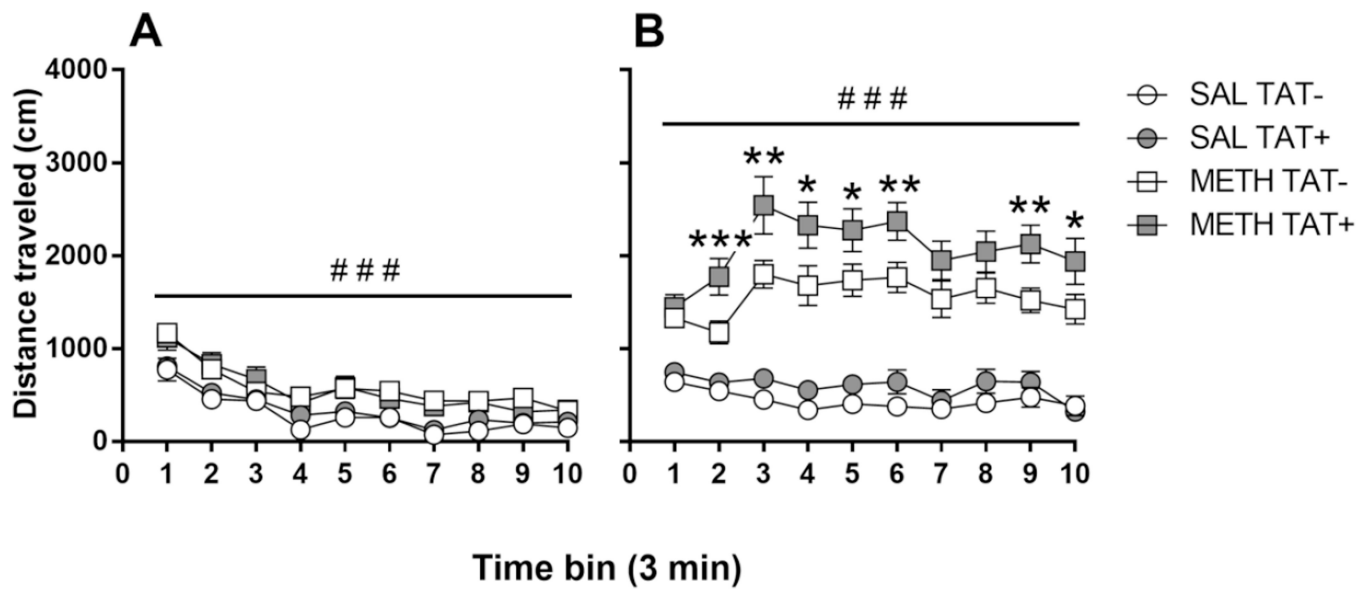 A
B
Distance traveled (cm)
4000
3000
2000
1000
0
# # #
0 1 2 3 4 5 6 7 8 9 10
# # #
***
**
*
*
**
**
*
0 1 2 3 4 5 6 7 8 9 10
SAL TAT-
SAL TAT+
METH TAT-
METH TAT+
Time bin (3 min)